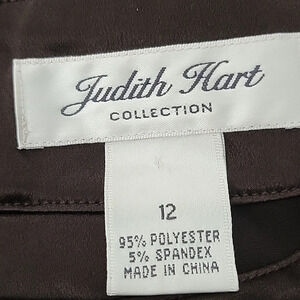 Judith Hart
COLLECTION
12
95% POLYESTER
5% SPANDEX
MADE IN CHINA